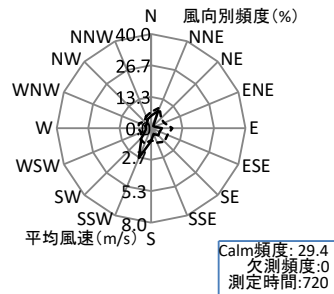 N 風向別頻度(%)
40.0
NNW NNE
26.7
NW NE
13.3
WNW ENE
W 0.0 E
2.7
WSW ESE
5.3
SW SE
SSW SSE
8.0
平均風速(m/s) S
Calm頻度: 29.4
欠測頻度:0
測定時間:720